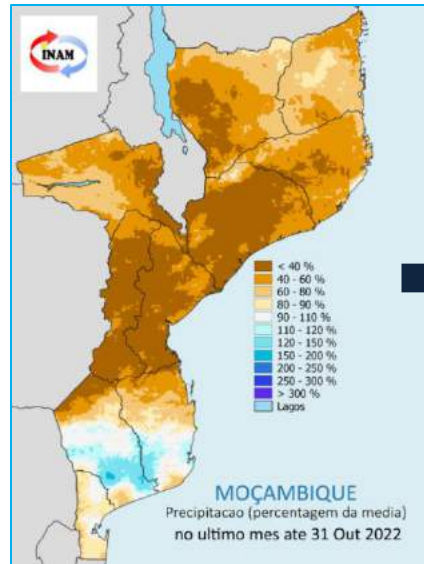 INAM
< 40 %
40 - 60 %
60 - 80 %
80 - 90 %
90 - 110 %
110 - 120 %
120 - 150 %
150 - 200 %
200 - 250 %
250 - 300 %
> 300 %
Lagos
MOÇAMBIQUE
Precipitacao (percentagem da media)
no ultimo mes ate 31 Out 2022